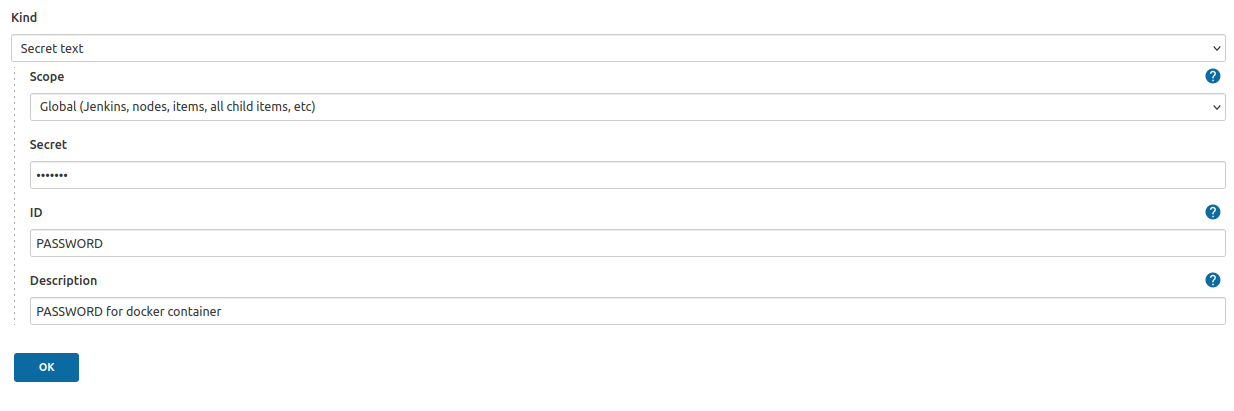 Kind
Secret text
Scope
Global (Jenkins, nodes, items, all child items, etc)
Secret
•••••••
ID
PASSWORD
Description
PASSWORD for docker container
OK